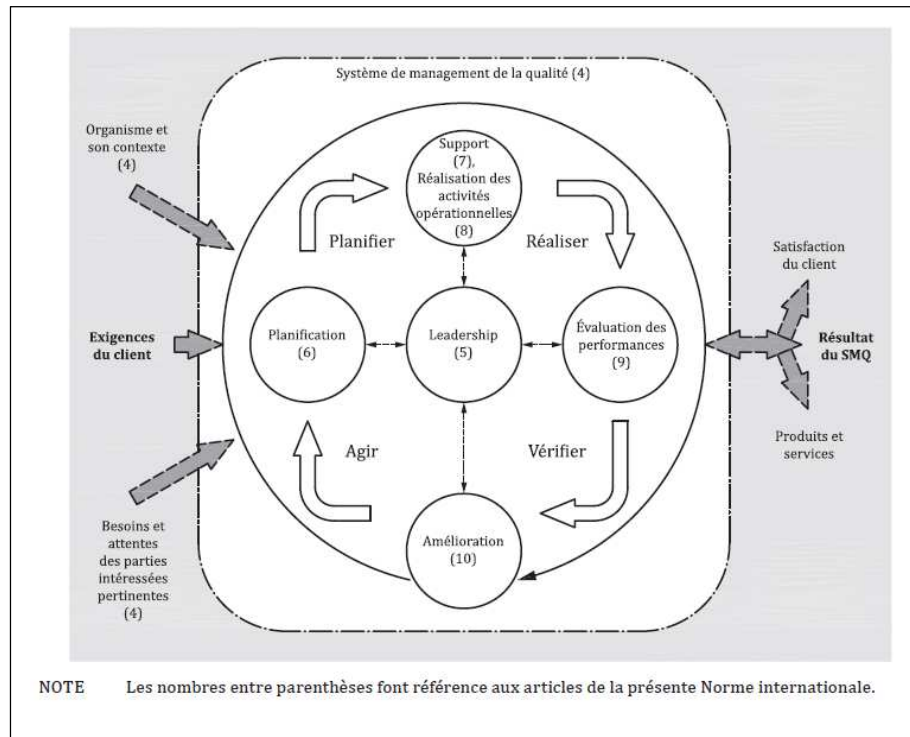 Système de management de la qualité (4)
Organisme et
son contexte
(4)
Support
(7),
Réalisation des
activités
opérationnelles
(8)
Planifier
Réaliser
Satisfaction
du client
Exigences
du client
Planification
(6)
Leadership
(5)
Évaluation des
performances
(9)
Résultat
du SMQ
Agir
Vérifier
Produits et
services
Besoins et
attentes
des parties
intéressées
pertinentes
(4)
Amélioration
(10)
NOTE Les nombres entre parenthèses font référence aux articles de la présente Norme internationale.